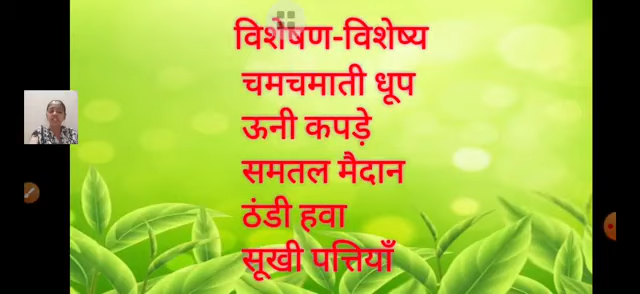 विशेषण-विशेष्य
चमचमाती धूप
ऊनी कपड़े
समतल मैदान
ठंडी हवा
सूखी पत्तियाँ